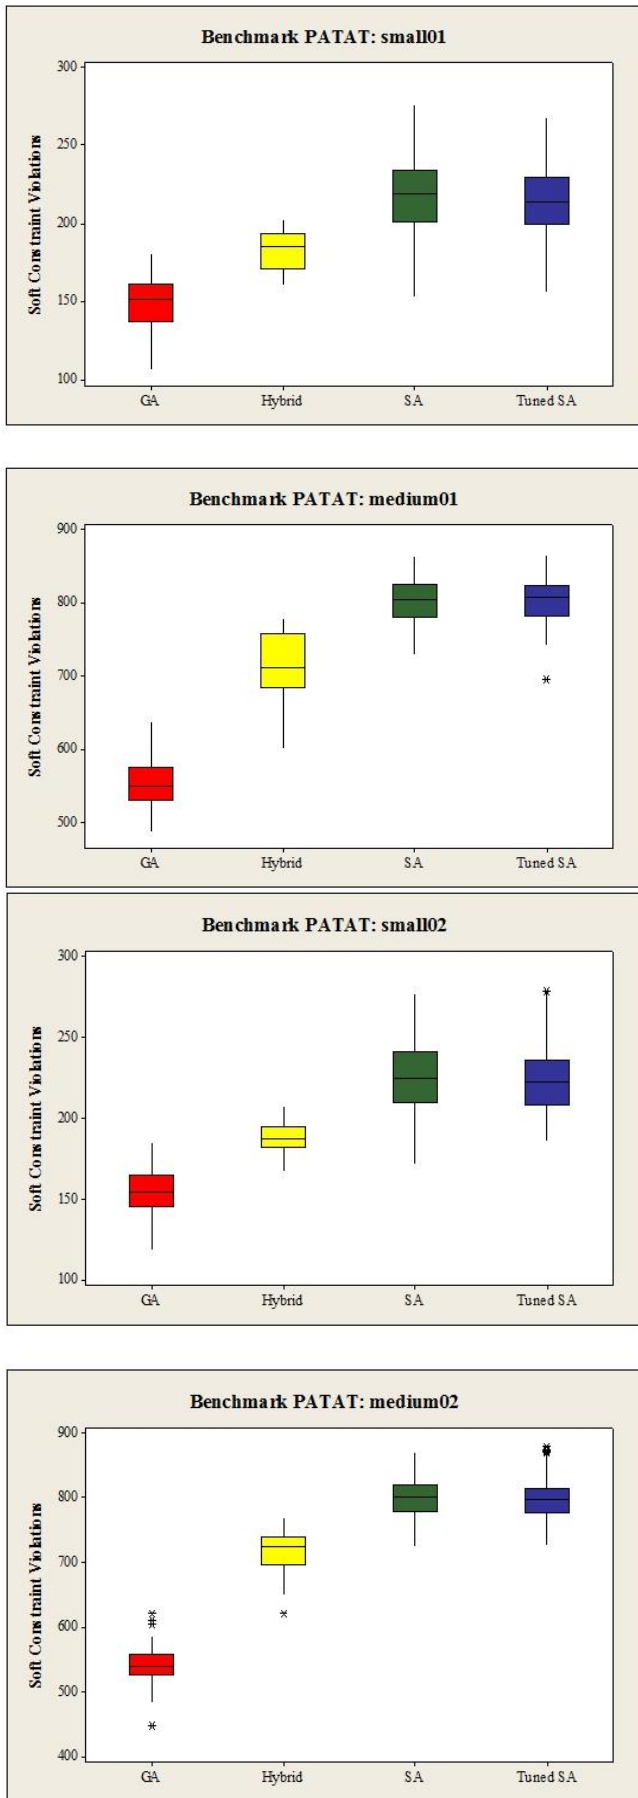 Benchmark PATAT: small01
Soft Constraint Violations
300
250
200
150
100
GA Hybrid SA Tuned SA
Benchmark PATAT: medium01
Soft Constraint Violations
900
800
700
600
500
GA Hybrid SA Tuned SA
Benchmark PATAT: small02
Soft Constraint Violations
300
250
200
150
100
GA Hybrid SA Tuned SA
Benchmark PATAT: medium02
Soft Constraint Violations
900
800
700
600
500
400
GA Hybrid SA Tuned SA